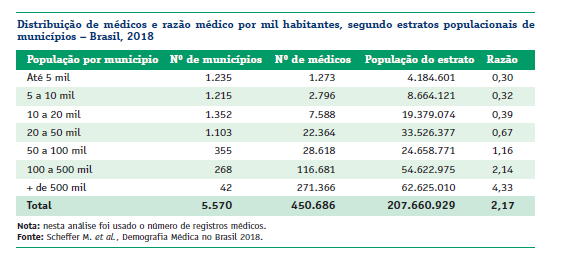 Distribuição de médicos e razão médico por mil habitantes, segundo estratos populacionais de
municípios – Brasil, 2018
População por município Nº de municípios Nº de médicos População do estrato Razão
Até 5 mil 1.235 1.273 4.184.601 0,30
5 a 10 mil 1.215 2.796 8.664.121 0,32
10 a 20 mil 1.352 7.588 19.379.074 0,39
20 a 50 mil 1.103 22.364 33.526.377 0,67
50 a 100 mil 355 28.618 24.658.771 1,16
100 a 500 mil 268 116.681 54.622.975 2,14
+ de 500 mil 42 271.366 62.625.010 4,33
Total 5.570 450.686 207.660.929 2,17
Nota: nesta análise foi usado o número de registros médicos.
Fonte: Scheffer M. et al., Demografia Médica no Brasil 2018.